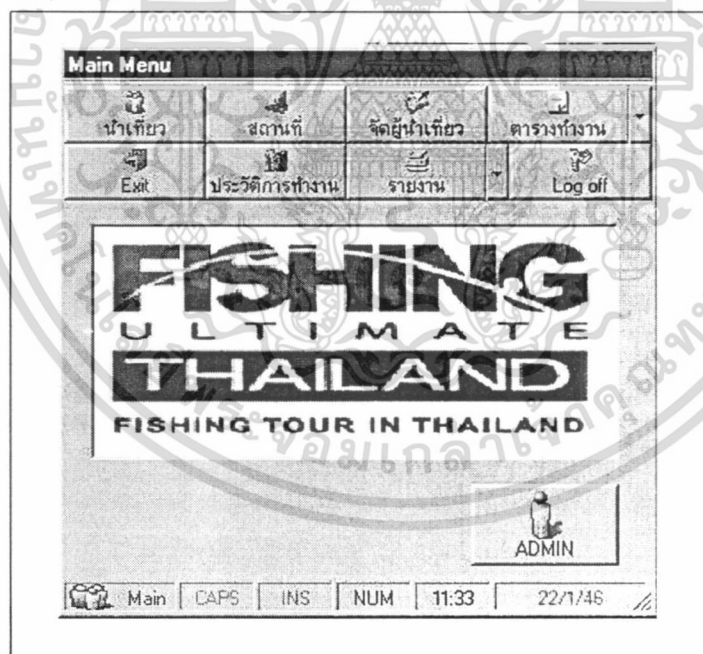 Main Menu
นำเที่ยว สถานที่ จัดผู้นำเที่ยว ตารางทำงาน
Exit ประวัติการทำงาน รายงาน Log off
FISHING
ULTIMATE
THAILAND
FISHING TOUR IN THAILAND
ADMIN
Main CAPS INS NUM 11:33 22/1/46